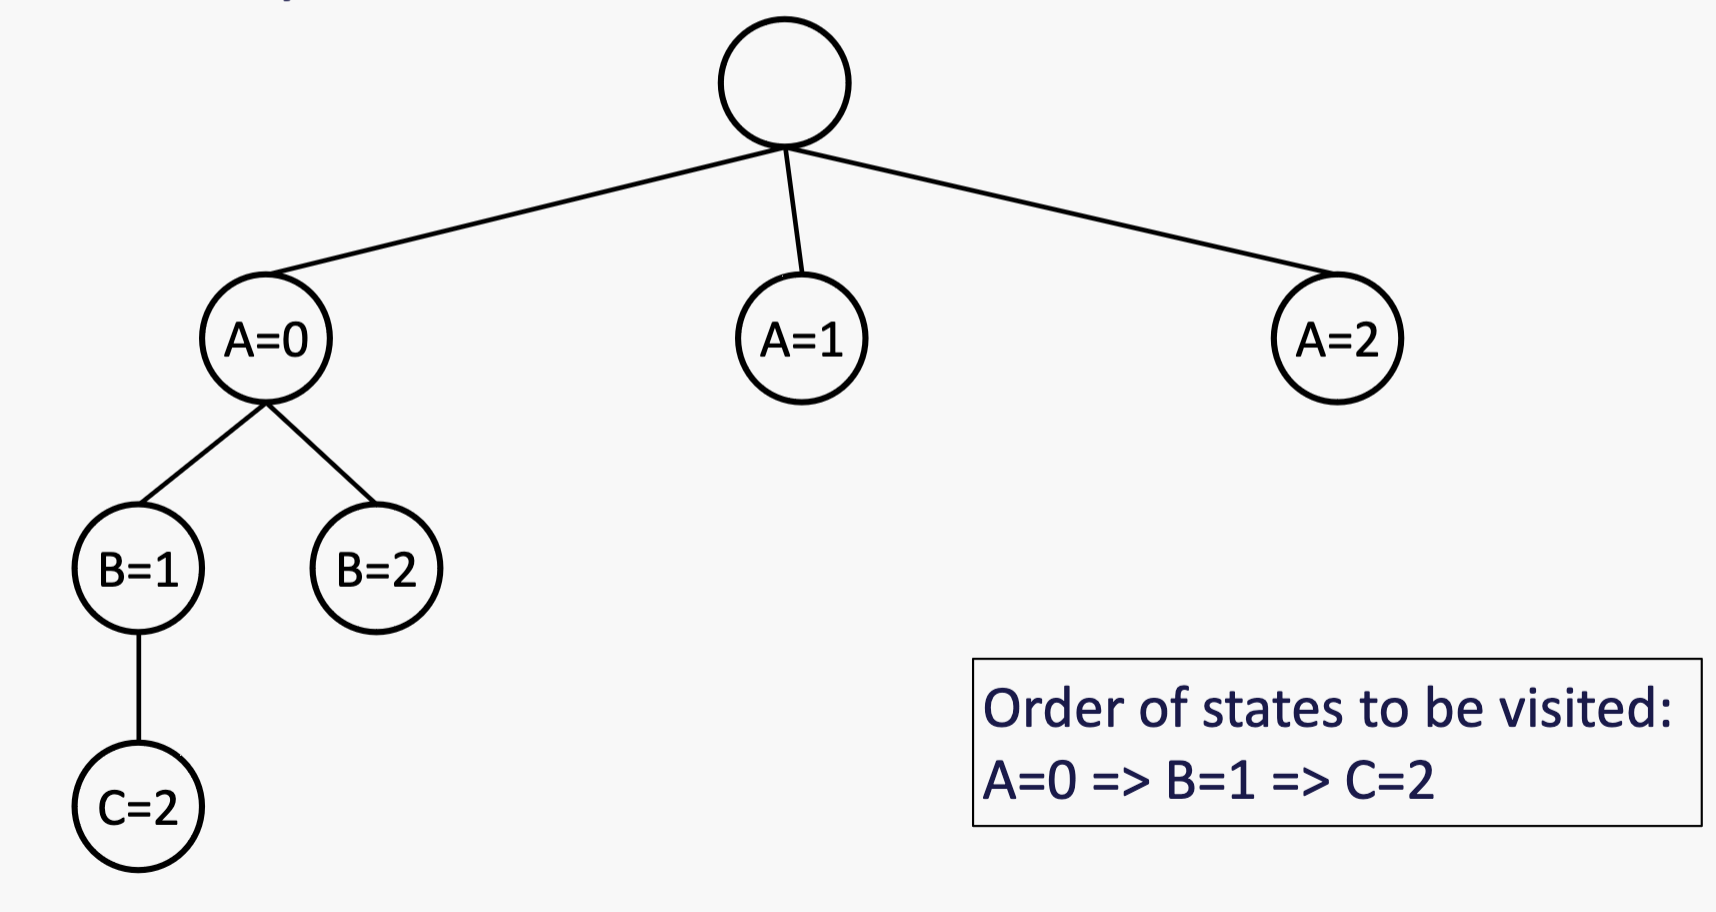 A=0
A=1
A=2
B=1
B=2
C=2
Order of states to be visited:
A=0 => B=1 => C=2